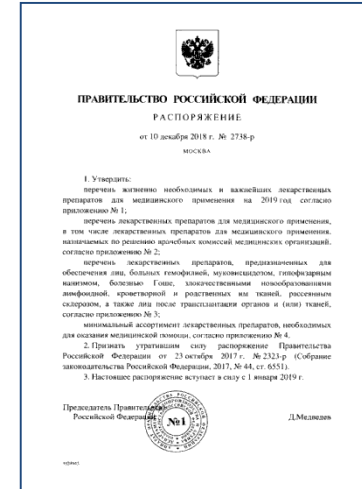 ПРАВИТЕЛЬСТВО РОССИЙСКОЙ ФЕДЕРАЦИИ
РАСПОРЯЖЕНИЕ
от 10 декабря 2018 г. № 2738-р
МОСКВА
1. Утвердить:
перечень жизненно необходимых и важнейших лекарственных
препаратов для медицинского применения на 2019 год согласно
приложению № 1;
перечень лекарственных препаратов для медицинского применения,
в том числе лекарственных препаратов для медицинского применения,
назначаемых по решению врачебных комиссий медицинских организаций,
согласно приложению № 2;
перечень лекарственных препаратов, предназначенных для
обеспечения лиц, больных гемофилией, муковисцидозом, гипофизарным
нанизмом, болезнью Гоше, злокачественными новообразованиями
лимфоидной, кроветворной и родственных им тканей, рассеянным
склерозом, а также лиц после трансплантации органов и (или) тканей,
согласно приложению № 3;
минимальный ассортимент лекарственных препаратов, необходимых
для оказания медицинской помощи, согласно приложению № 4.
2. Признать утратившим силу распоряжение Правительства
Российской Федерации от 23 октября 2017 г. № 2323-р (Собрание
законодательства Российской Федерации, 2017, № 44, ст. 6551).
3. Настоящее распоряжение вступает в силу с 1 января 2019 г.
Председатель Правительства
Российской Федерации
№1
Д.Медведев